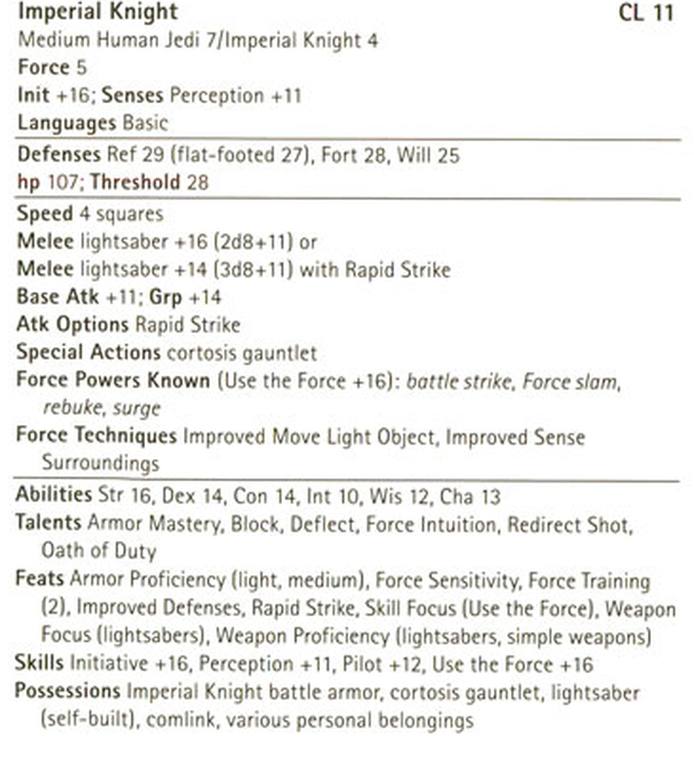 Imperial Knight CL 11
Medium Human Jedi 7/Imperial Knight 4
Force 5
Init +16; Senses Perception +11
Languages Basic
Defenses Ref 29 (flat-footed 27), Fort 28, Will 25
hp 107; Threshold 28
Speed 4 squares
Melee lightsaber +16 (2d8+11) or
Melee lightsaber +14 (3d8+11) with Rapid Strike
Base Atk +11; Grp +14
Atk Options Rapid Strike
Special Actions cortosis gauntlet
Force Powers Known (Use the Force +16): battle strike, Force slam,
rebuke, surge
Force Techniques Improved Move Light Object, Improved Sense
Surroundings
Abilities Str 16, Dex 14, Con 14, Int 10, Wis 12, Cha 13
Talents Armor Mastery, Block, Deflect, Force Intuition, Redirect Shot,
Oath of Duty
Feats Armor Proficiency (light, medium), Force Sensitivity, Force Training
(2), Improved Defenses, Rapid Strike, Skill Focus (Use the Force), Weapon
Focus (lightsabers), Weapon Proficiency (lightsabers, simple weapons)
Skills Initiative +16, Perception +11, Pilot +12, Use the Force +16
Possessions Imperial Knight battle armor, cortosis gauntlet, lightsaber
(self-built), comlink, various personal belongings